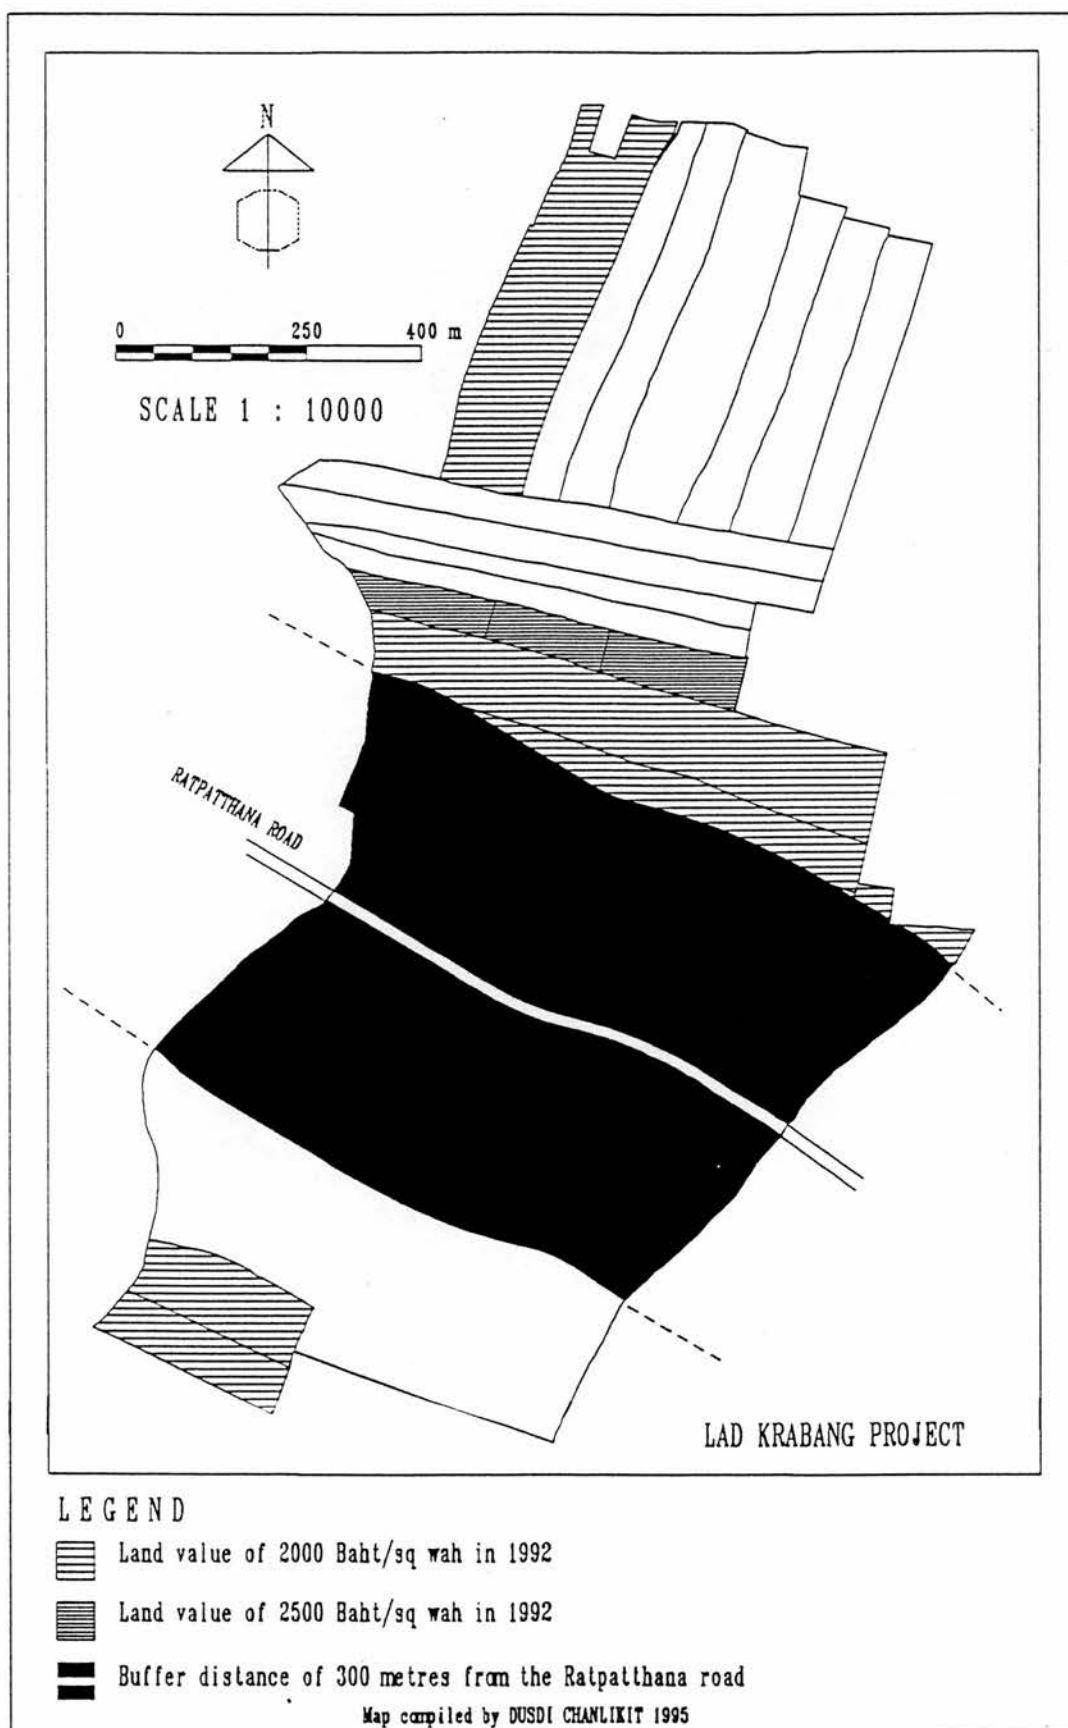 N
0 250 400 m
SCALE 1 : 10000
RATPATTHANA ROAD
LAD KRABANG PROJECT
LEGEND
Land value of 2000 Baht/sq wah in 1992
Land value of 2500 Baht/sq wah in 1992
Buffer distance of 300 metres from the Ratpatthana road
Map compiled by DUSDI CHANLIKIT 1995